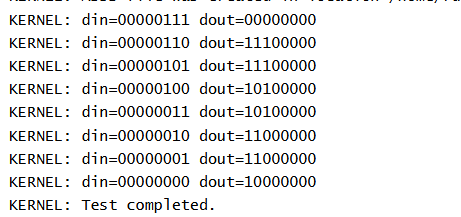 KERNEL: din=00000111 dout=00000000
KERNEL: din=00000110 dout=11100000
KERNEL: din=00000101 dout=11100000
KERNEL: din=00000100 dout=10100000
KERNEL: din=00000011 dout=10100000
KERNEL: din=00000010 dout=11000000
KERNEL: din=00000001 dout=11000000
KERNEL: din=00000000 dout=10000000
KERNEL: Test completed.